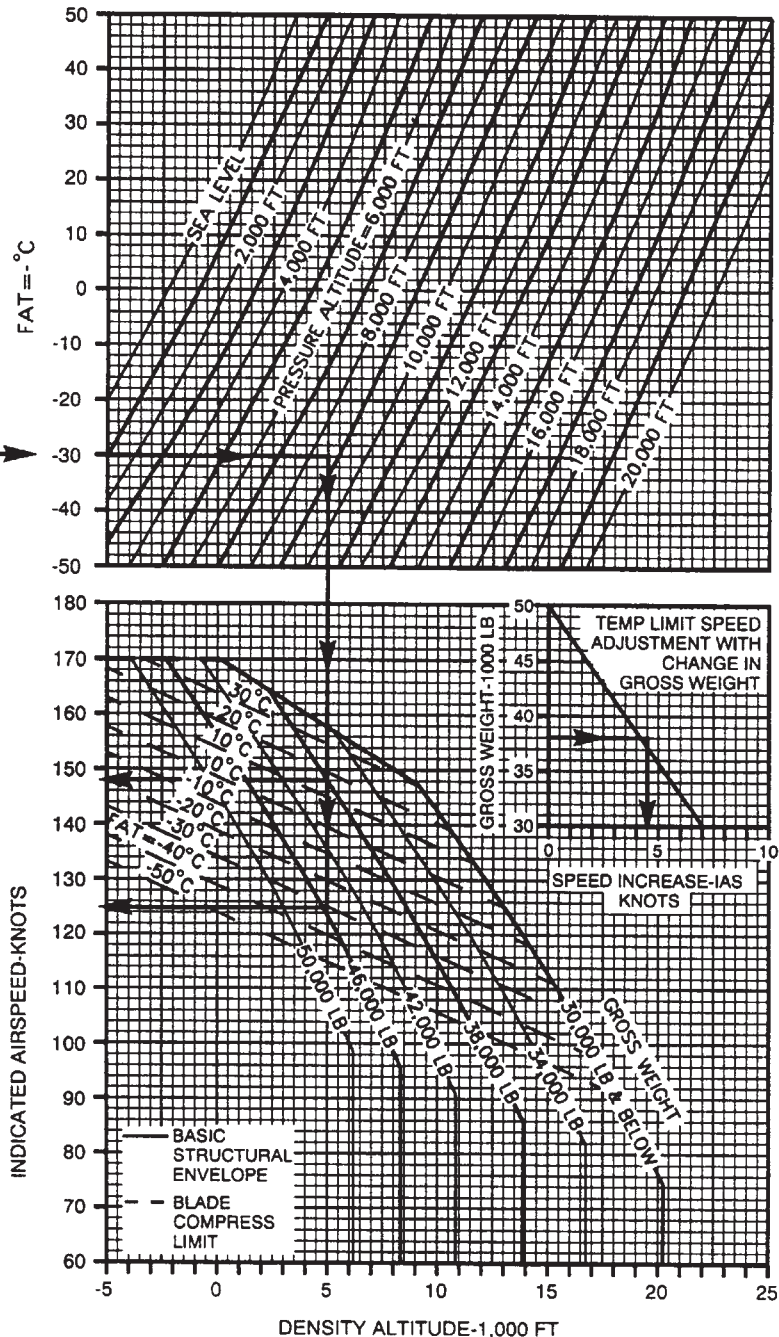 50
40
30
20
10
0
-10
-20
-30
-40
-50
FAT=-°C
SEA LEVEL
2,000 FT
4,000 FT
PRESSURE ALTITUDE=6,000 FT
8,000 FT
10,000 FT
12,000 FT
14,000 FT
16,000 FT
18,000 FT
20,000 FT
180
170
160
150
140
130
120
110
100
90
80
70
60
INDICATED AIRSPEED-KNOTS
30°C
20°C
10°C
0°C
-10°C
-20°C
-30°C
FAT=-40°C
-50°C
50,000 LB
46,000 LB
42,000 LB
38,000 LB
34,000 LB
30,000 LB & BELOW
GROSS WEIGHT
BASIC
STRUCTURAL
ENVELOPE
BLADE
COMPRESS
LIMIT
GROSS WEIGHT-1000 LB
50
45
40
35
30
TEMP LIMIT SPEED
ADJUSTMENT WITH
CHANGE IN
GROSS WEIGHT
0
5
10
SPEED INCREASE-IAS
KNOTS
-5
0
5
10
15
20
25
DENSITY ALTITUDE-1,000 FT